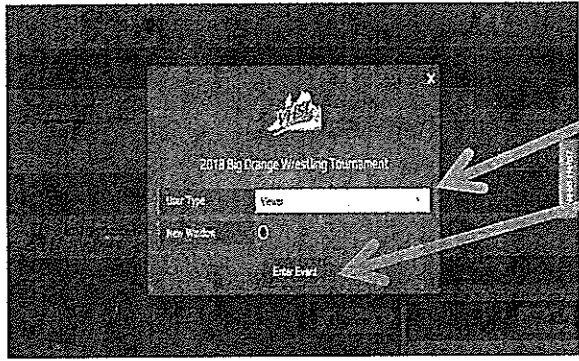 X
2018 Big Orange Wrestling Tournament
User Type
Viewer
New Window
Enter Event